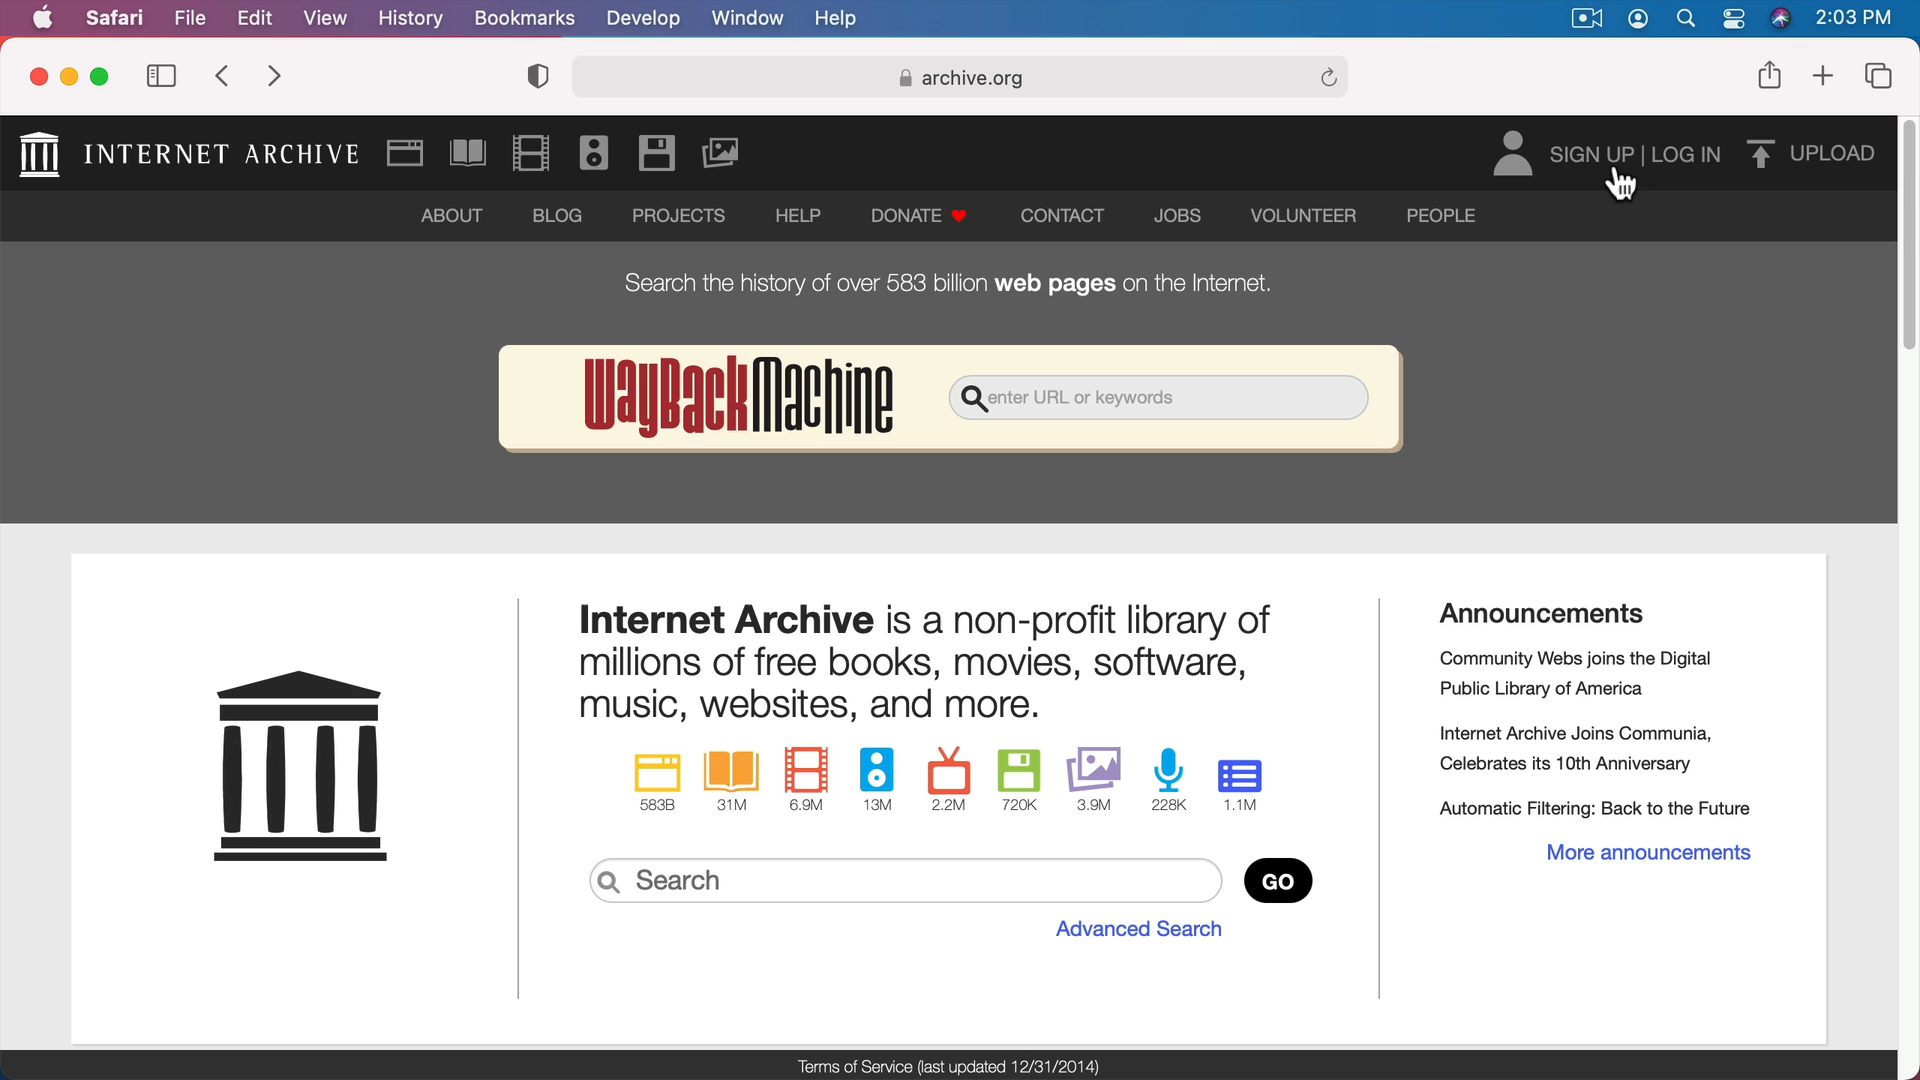 Safari File Edit View History Bookmarks Develop Window Help 2:03 PM
archive.org
INTERNET ARCHIVE SIGN UP | LOG IN UPLOAD
ABOUT BLOG PROJECTS HELP DONATE CONTACT JOBS VOLUNTEER PEOPLE
Search the history of over 583 billion web pages on the Internet.
WayBackMachine enter URL or keywords
Internet Archive is a non-profit library of
millions of free books, movies, software,
music, websites, and more.
583B 31M 6.9M 13M 2.2M 720K 3.9M 228K 1.1M
Search GO
Advanced Search
Announcements
Community Webs joins the Digital
Public Library of America
Internet Archive Joins Communia,
Celebrates its 10th Anniversary
Automatic Filtering: Back to the Future
More announcements
Terms of Service (last updated 12/31/2014)